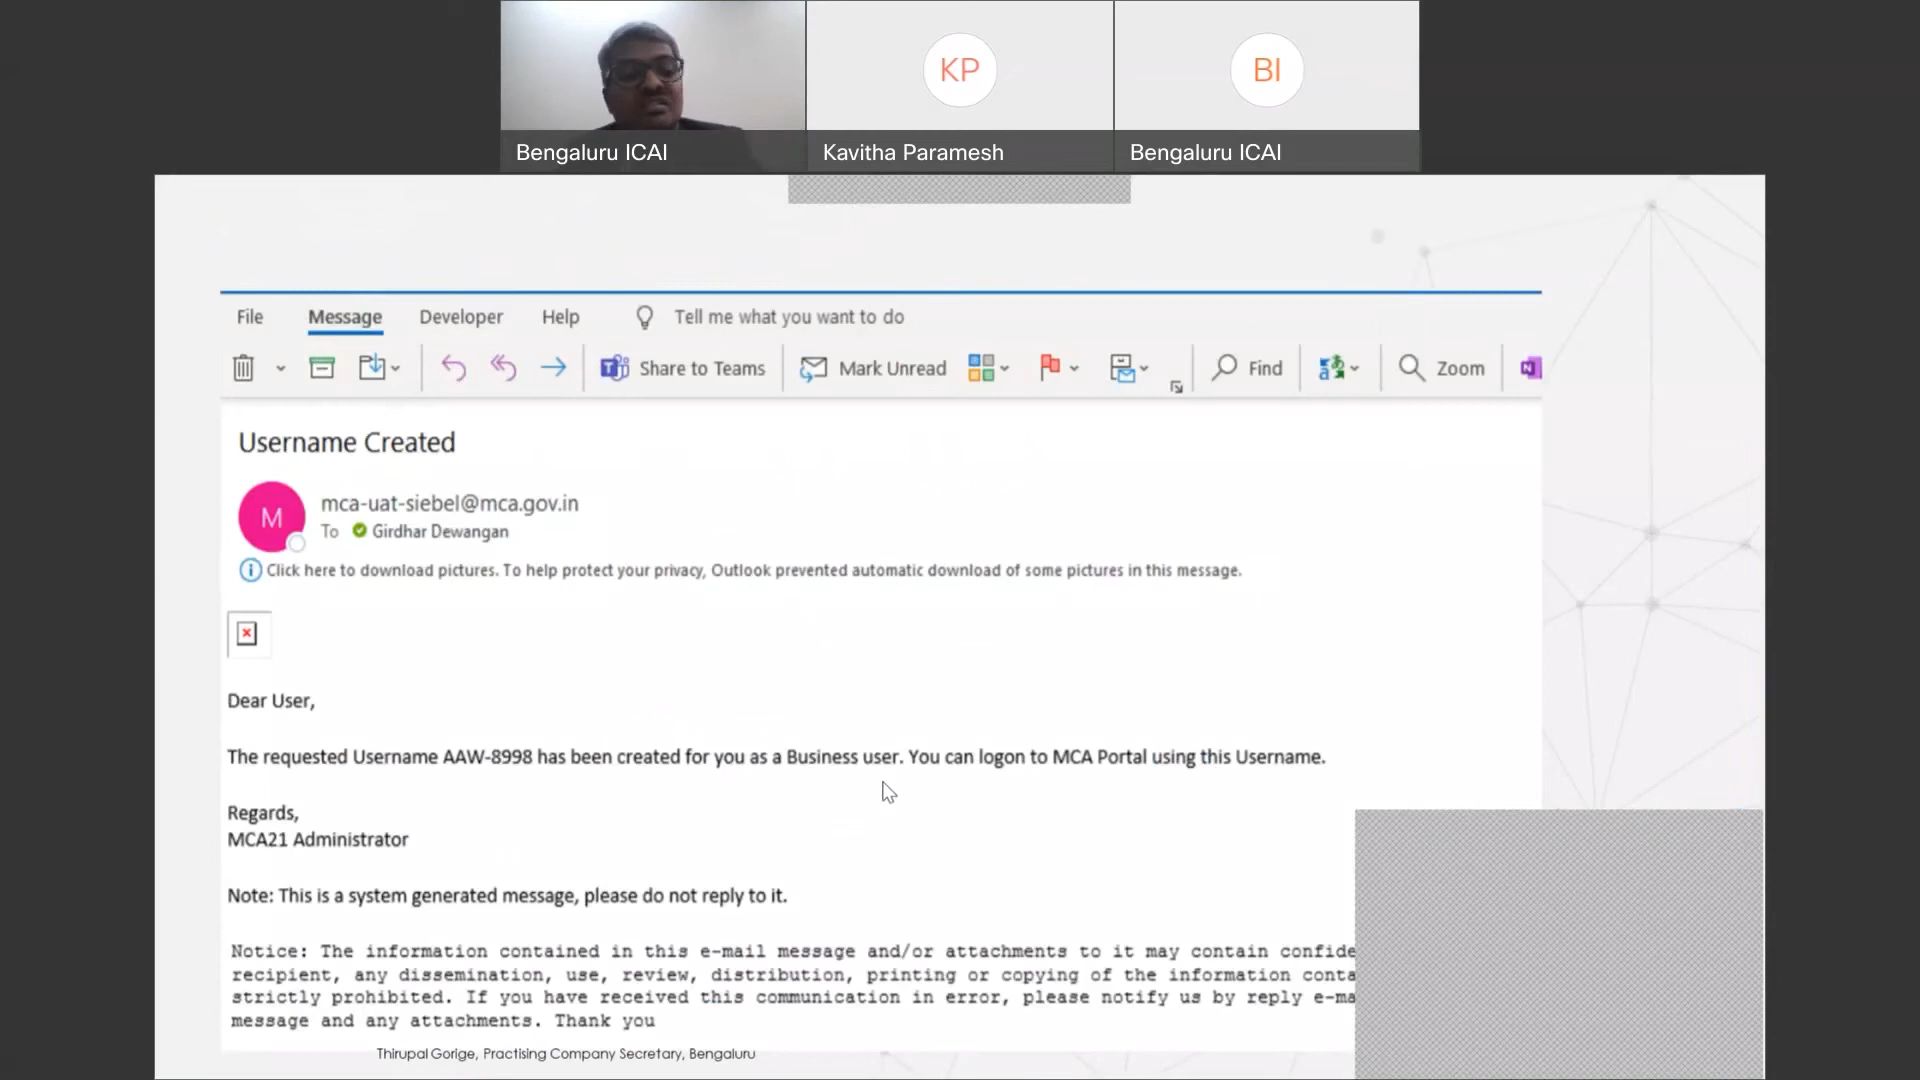 KP
BI
Bengaluru ICAI
Kavitha Paramesh
Bengaluru ICAI
File Message Developer Help Tell me what you want to do
Share to Teams Mark Unread Find Zoom
Username Created
M
mca-uat-siebel@mca.gov.in
To Girdhar Dewangan
Click here to download pictures. To help protect your privacy, Outlook prevented automatic download of some pictures in this message.
Dear User,
The requested Username AAW-8998 has been created for you as a Business user. You can logon to MCA Portal using this Username.
Regards,
MCA21 Administrator
Note: This is a system generated message, please do not reply to it.
Notice: The information contained in this e-mail message and/or attachments to it may contain confide
recipient, any dissemination, use, review, distribution, printing or copying of the information conta
strictly prohibited. If you have received this communication in error, please notify us by reply e-ma
message and any attachments. Thank you
Thirupal Gorige, Practising Company Secretary, Bengaluru